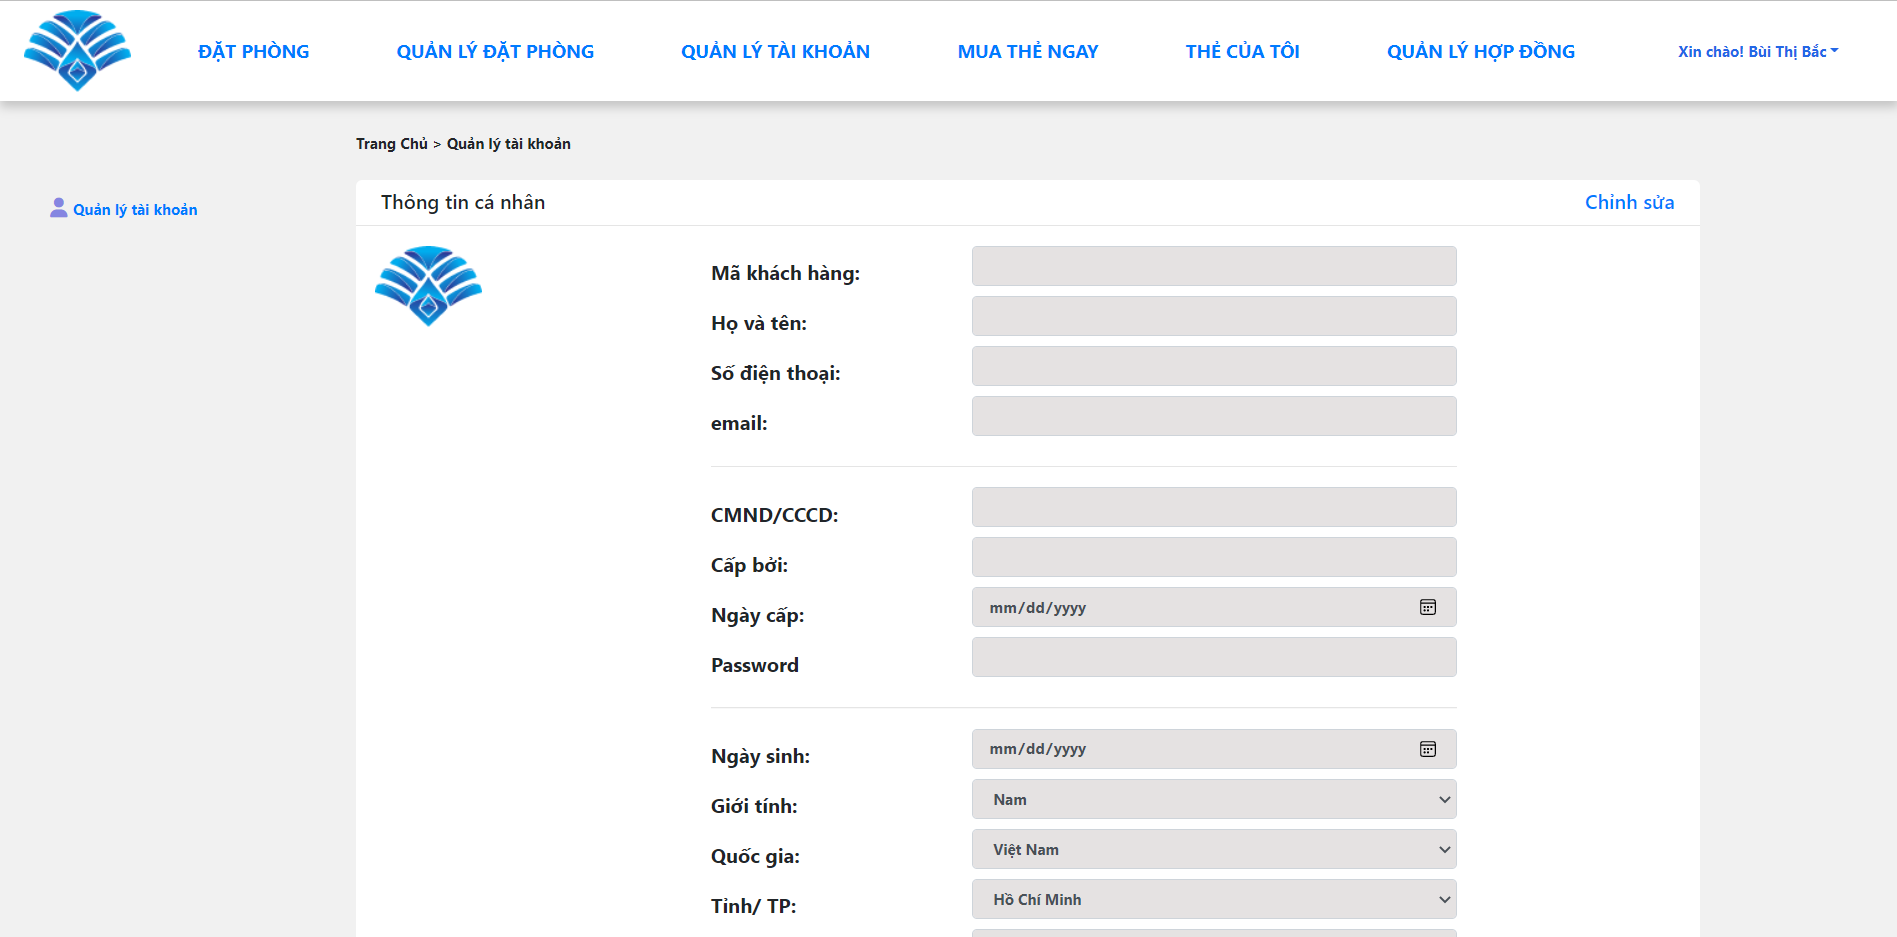 ĐẶT PHÒNG QUẢN LÝ ĐẶT PHÒNG QUẢN LÝ TÀI KHOẢN MUA THẺ NGAY THẺ CỦA TÔI QUẢN LÝ HỢP ĐỒNG Xin chào! Bùi Thị Bắc
Trang Chủ > Quản lý tài khoản
Quản lý tài khoản
Thông tin cá nhân Chỉnh sửa
Mã khách hàng:
Họ và tên:
Số điện thoại:
email:
CMND/CCCD:
Cấp bởi:
Ngày cấp: mm/dd/yyyy
Password
Ngày sinh: mm/dd/yyyy
Giới tính: Nam
Quốc gia: Việt Nam
Tỉnh/ TP: Hồ Chí Minh